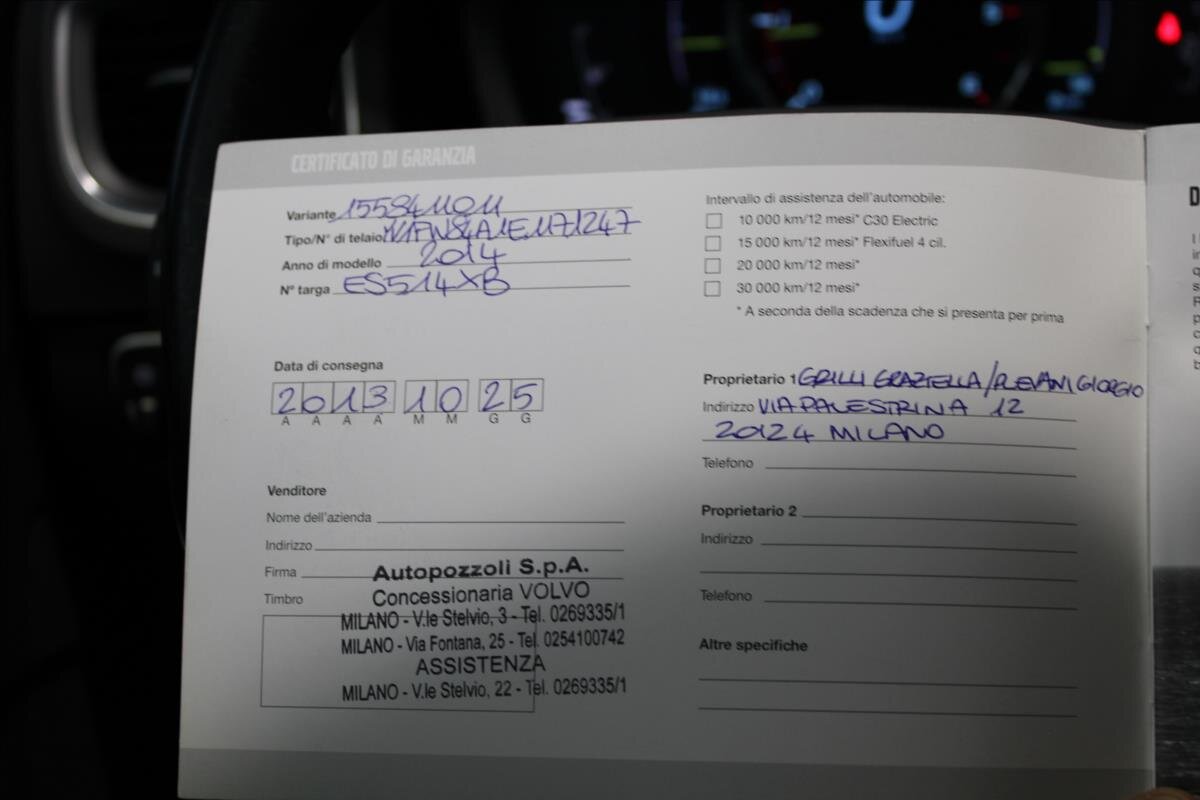 CERTIFICATO DI GARANZIA
Variante 1558411011
Tipo/N° di telaio
Anno di modello 2014
N° targa ES514XB
Data di consegna
2013 10 25
A A A A M M G G
Venditore
Nome dell'azienda
Indirizzo
Firma
Timbro
Autopozzoli S.p.A.
Concessionaria VOLVO
MILANO - V.le Stelvio, 3 - Tel. 0269335/1
MILANO - Via Fontana, 25 - Tel. 0254100742
ASSISTENZA
MILANO - V.le Stelvio, 22 - Tel. 0269335/1
Intervallo di assistenza dell'automobile:
10 000 km/12 mesi* C30 Electric
15 000 km/12 mesi* Flexifuel 4 cil.
20 000 km/12 mesi*
30 000 km/12 mesi*
* A seconda della scadenza che si presenta per prima
Proprietario 1 GRILLI GRAZIELLA/PLEVANI GIORGIO
Indirizzo VIA PALESTRINA 12
20124 MILANO
Telefono
Proprietario 2
Indirizzo
Telefono
Altre specifiche